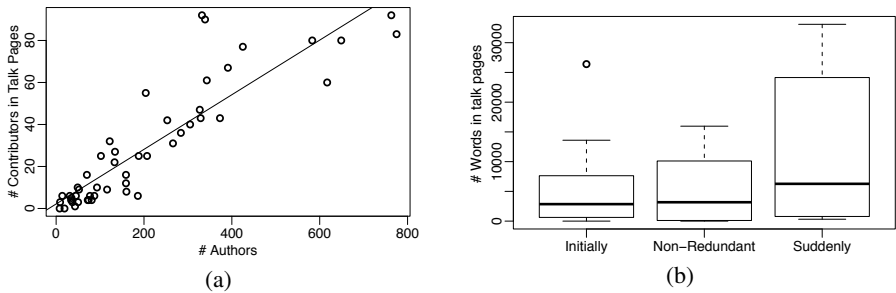 # Contributors in Talk Pages
80
60
40
20
0
0
200
400
600
800
# Authors
(a)
# Words in talk pages
30000
20000
10000
0
Initially
Non−Redundant
Suddenly
(b)